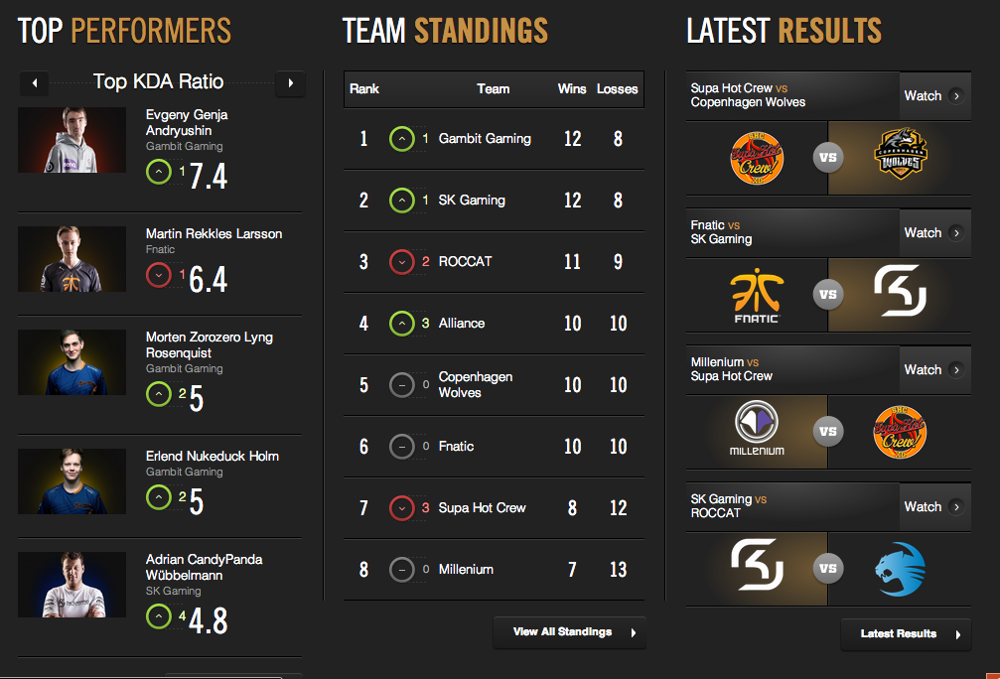 TOP PERFORMERS
Top KDA Ratio
Evgeny Genja
Andryushin
Gambit Gaming
1 7.4
Martin Rekkles Larsson
Fnatic
1 6.4
Morten Zorozero Lyng
Rosenquist
Gambit Gaming
2 5
Erlend Nukeduck Holm
Gambit Gaming
2 5
Adrian CandyPanda
Wübbelmann
SK Gaming
4 4.8
TEAM STANDINGS
Rank Team Wins Losses
1 1 Gambit Gaming 12 8
2 1 SK Gaming 12 8
3 2 ROCCAT 11 9
4 3 Alliance 10 10
5 0 Copenhagen
Wolves 10 10
6 0 Fnatic 10 10
7 3 Supa Hot Crew 8 12
8 0 Millenium 7 13
View All Standings
LATEST RESULTS
Supa Hot Crew vs
Copenhagen Wolves
Watch
SHC
Supa Hot
Crew
XD
VS
COPENHAGEN
WOLVES
Fnatic vs
SK Gaming
Watch
FNATIC
VS
SK
Millenium vs
Supa Hot Crew
Watch
MILLENIUM
VS
SHC
Supa Hot
Crew
XD
SK Gaming vs
ROCCAT
Watch
SK
VS
Latest Results